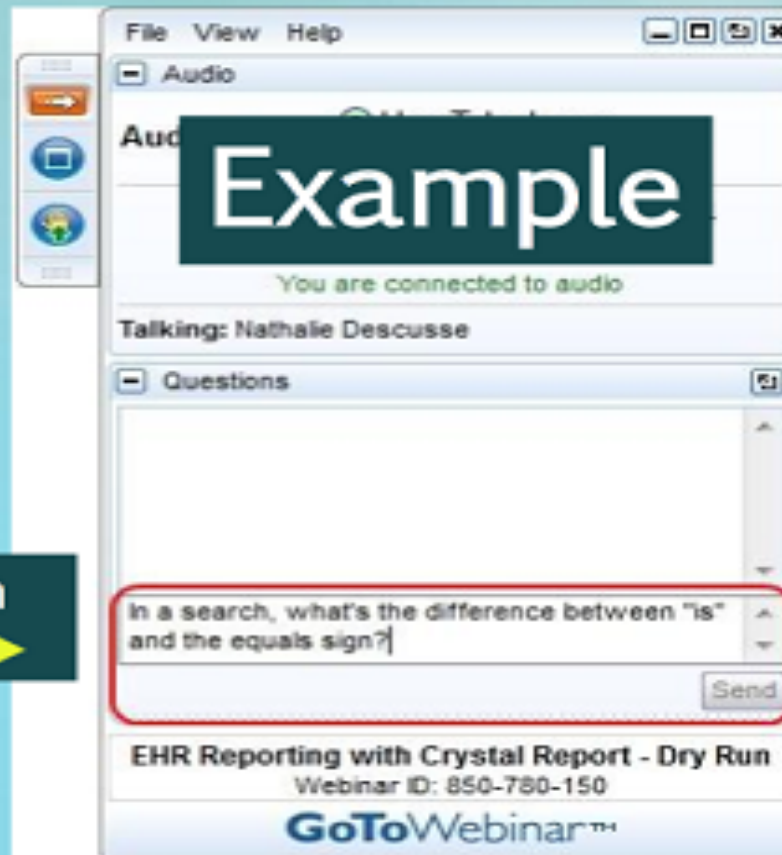 File View Help
Audio
Aud
Example
You are connected to audio
Talking: Nathalie Descusse
Questions
In a search, what's the difference between "is"
and the equals sign?
Send
EHR Reporting with Crystal Report - Dry Run
Webinar ID: 850-780-150
GoToWebinar™